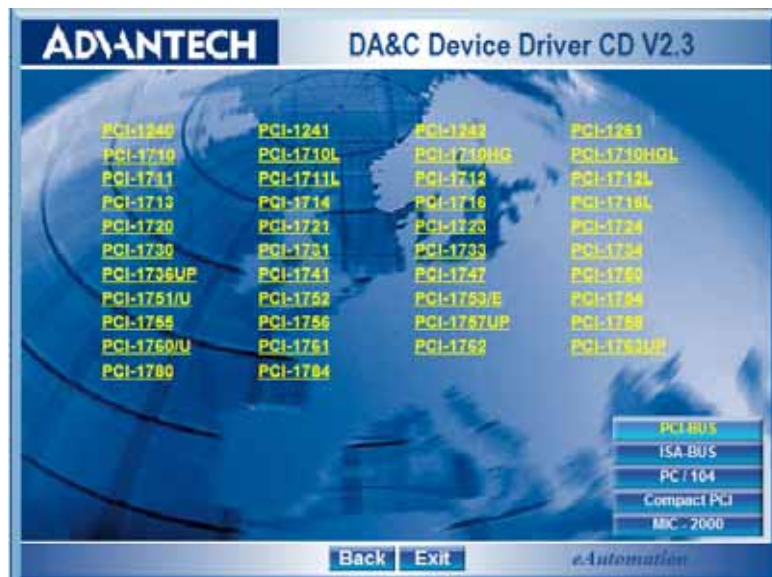 ADVANTECH DA&C Device Driver CD V2.3
PCI-1240 PCI-1241 PCI-1242 PCI-1261
PCI-1710 PCI-1710L PCI-1710HG PCI-1710HGL
PCI-1711 PCI-1711L PCI-1712 PCI-1712L
PCI-1713 PCI-1714 PCI-1716 PCI-1716L
PCI-1720 PCI-1721 PCI-1723 PCI-1724
PCI-1730 PCI-1731 PCI-1733 PCI-1734
PCI-1736UP PCI-1741 PCI-1747 PCI-1750
PCI-1751/U PCI-1752 PCI-1753/E PCI-1754
PCI-1755 PCI-1756 PCI-1757UP PCI-1758
PCI-1760/U PCI-1761 PCI-1762 PCI-1763UP
PCI-1780 PCI-1784
PCI-BUS
ISA-BUS
PC / 104
Compact PCI
MIC - 2000
Back Exit eAutomation